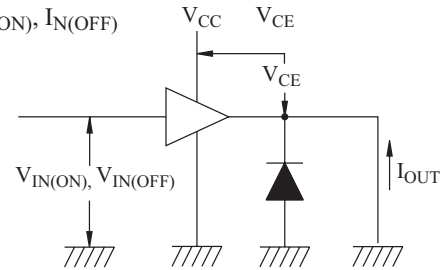 ON), IN(OFF)
VCC VCE
VCE
VIN(ON), VIN(OFF)
IOUT